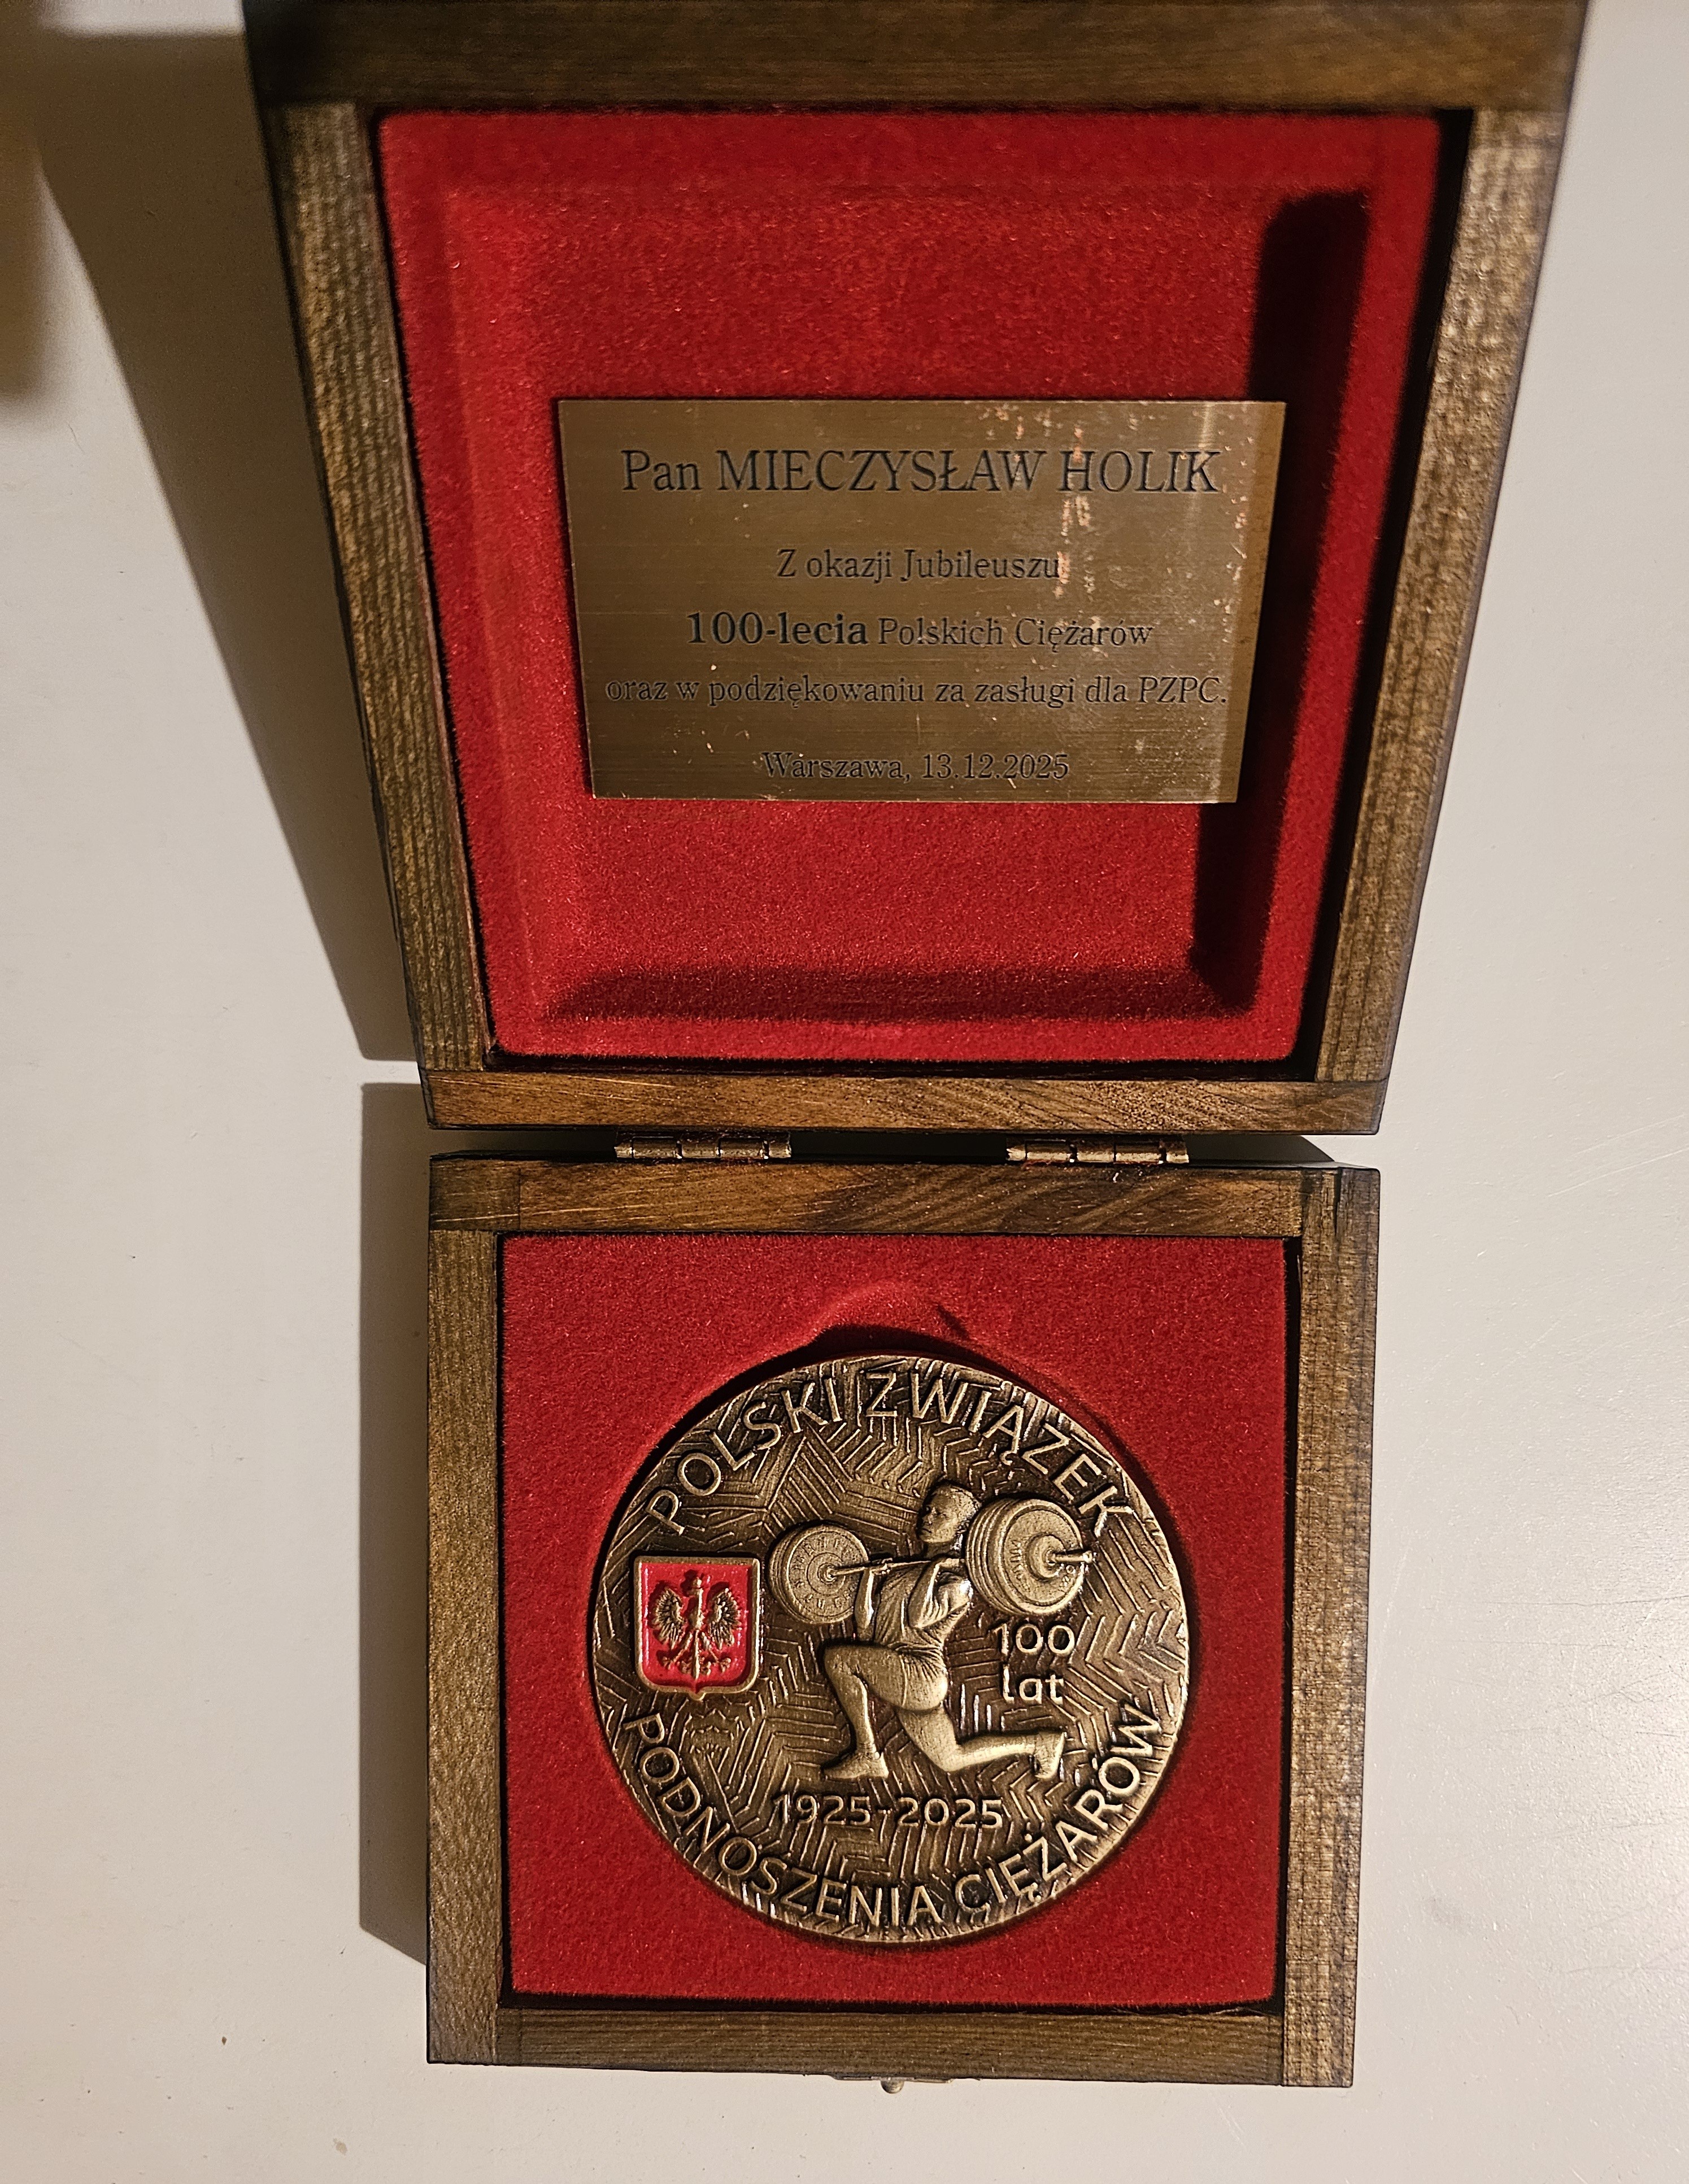 Pan MIECZYSŁAW HOLIK
Z okazji Jubileuszu
100-lecia Polskich Ciężarów
oraz w podziękowaniu za zasługi dla PZPC.
Warszawa, 13.12.2025
POLSKI ZWIĄZEK
100
lat
1925-2025
PODNOSZENIA CIĘŻARÓW